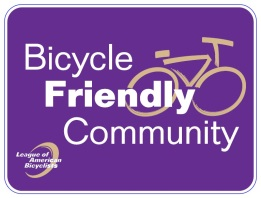 Bicycle
Friendly
Community
League of
American
Bicyclists